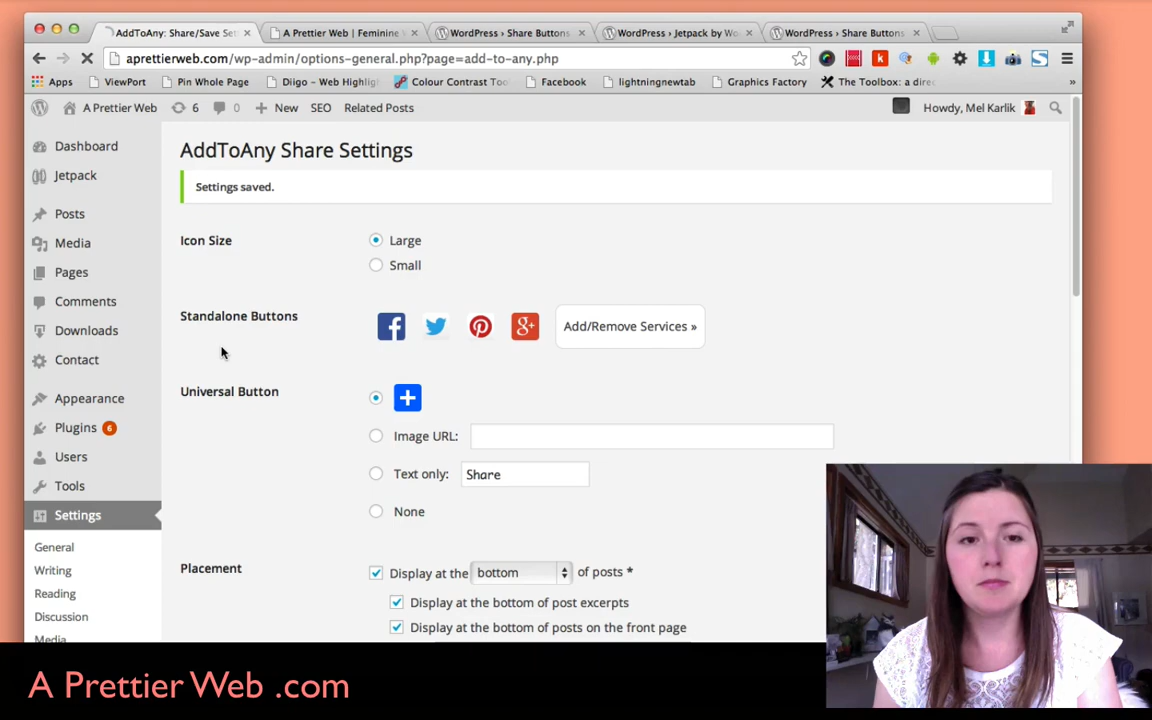 AddToAny: Share/Save Set
A Prettier Web | Feminine
WordPress › Share Buttons
WordPress › Jetpack by Wo
WordPress › Share Buttons
aprettierweb.com/wp-admin/options-general.php?page=add-to-any.php
Apps
ViewPort
Pin Whole Page
Diigo - Web Highlig
Colour Contrast Too
Facebook
lightningnewtab
Graphics Factory
The Toolbox: a dire
»
A Prettier Web
6
0
New
SEO
Related Posts
Howdy, Mel Karlik
Dashboard
Jetpack
Posts
Media
Pages
Comments
Downloads
Contact
Appearance
Plugins 6
Users
Tools
Settings
General
Writing
Reading
Discussion
Media
AddToAny Share Settings
Settings saved.
Icon Size
Large
Small
Standalone Buttons
Add/Remove Services »
Universal Button
Image URL:
Text only: Share
None
Placement
Display at the bottom of posts *
Display at the bottom of post excerpts
Display at the bottom of posts on the front page
A Prettier Web .com